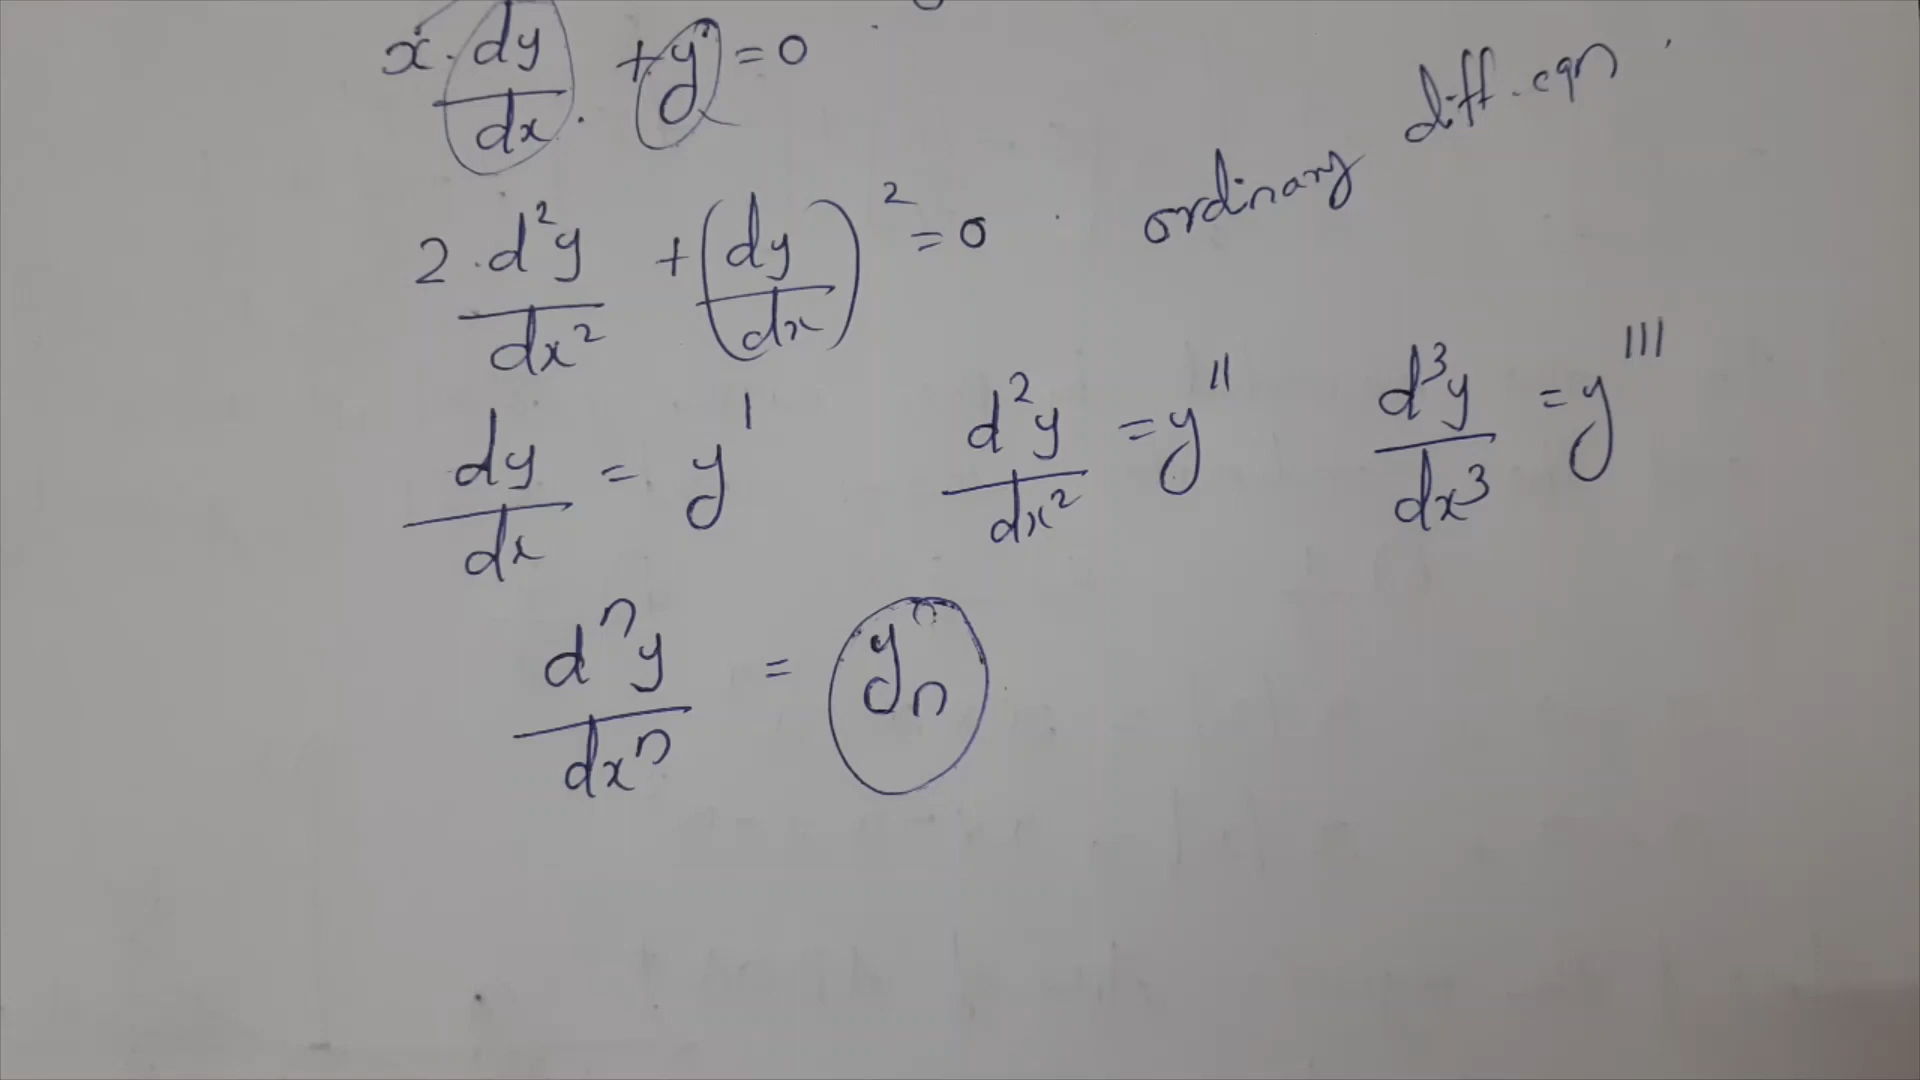 x. dy/dx. + y = 0
2. d²y/dx² + (dy/dx)² = 0 ordinary diff. eqn.
dy/dx = y' d²y/dx² = y'' d³y/dx³ = y'''
dⁿy/dxⁿ = yₙ